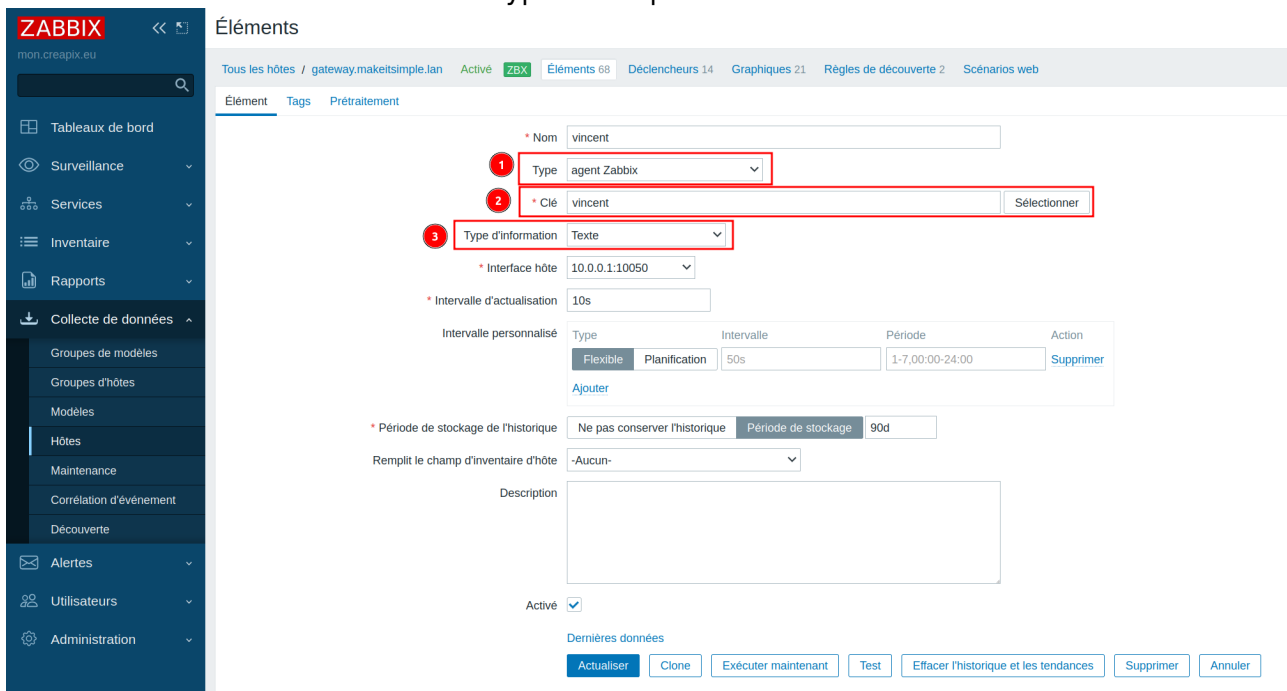 ZABBIX
mon.creapix.eu
Tableaux de bord
Surveillance
Services
Inventaire
Rapports
Collecte de données
Groupes de modèles
Groupes d'hôtes
Modèles
Hôtes
Maintenance
Corrélation d'événement
Découverte
Alertes
Utilisateurs
Administration
Éléments
Tous les hôtes / gateway.makeitsimple.lan Activé ZBX Éléments 68 Déclencheurs 14 Graphiques 21 Règles de découverte 2 Scénarios web
Élément Tags Prétraitement
* Nom vincent
1 Type agent Zabbix
2 * Clé vincent Sélectionner
3 Type d'information Texte
* Interface hôte 10.0.0.1:10050
* Intervalle d'actualisation 10s
Intervalle personnalisé Type Intervalle Période Action
Flexible Planification 50s 1-7,00:00-24:00 Supprimer
Ajouter
* Période de stockage de l'historique Ne pas conserver l'historique Période de stockage 90d
Remplit le champ d'inventaire d'hôte -Aucun-
Description
Activé
Dernières données
Actualiser Clone Exécuter maintenant Test Effacer l'historique et les tendances Supprimer Annuler